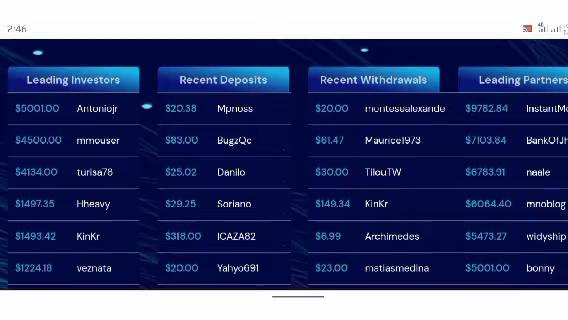 2:46
Leading Investors Recent Deposits Recent Withdrawals Leading Partners
$5001.00 Antoniojr $20.38 Mpnoss $20.00 montesealexande $9782.84
$4500.00 mmouser $83.00 BugzQc $61.47 Maurice1973 $7103.84
$4134.00 turisa78 $25.02 Danilo $30.00 TilouTW $6783.91 naale
$1497.35 Hheavy $29.25 Soriano $149.34 KinKr $6064.40 mnoblog
$1493.42 KinKr $318.00 ICAZA82 $6.99 Archimedes $5473.27 widyship
$1224.18 veznata $20.00 Yahyo691 $23.00 matiasmedina $5001.00 bonny